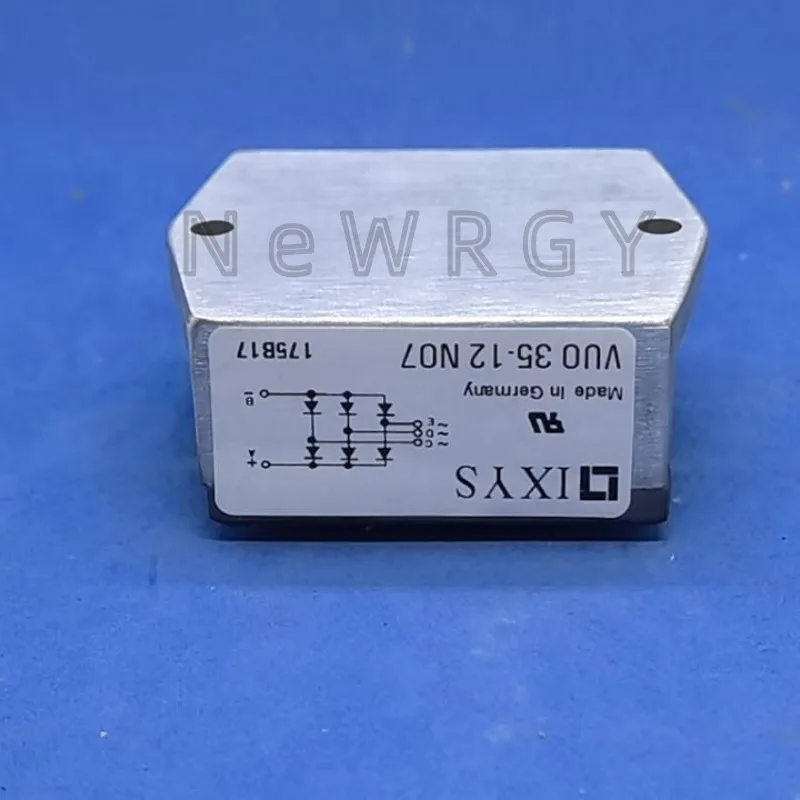 NeWRGY
IXYS
Made in Germany
VUO 35-12 NO7
175B17
+
A
~
C
~
D
~
E
–
B